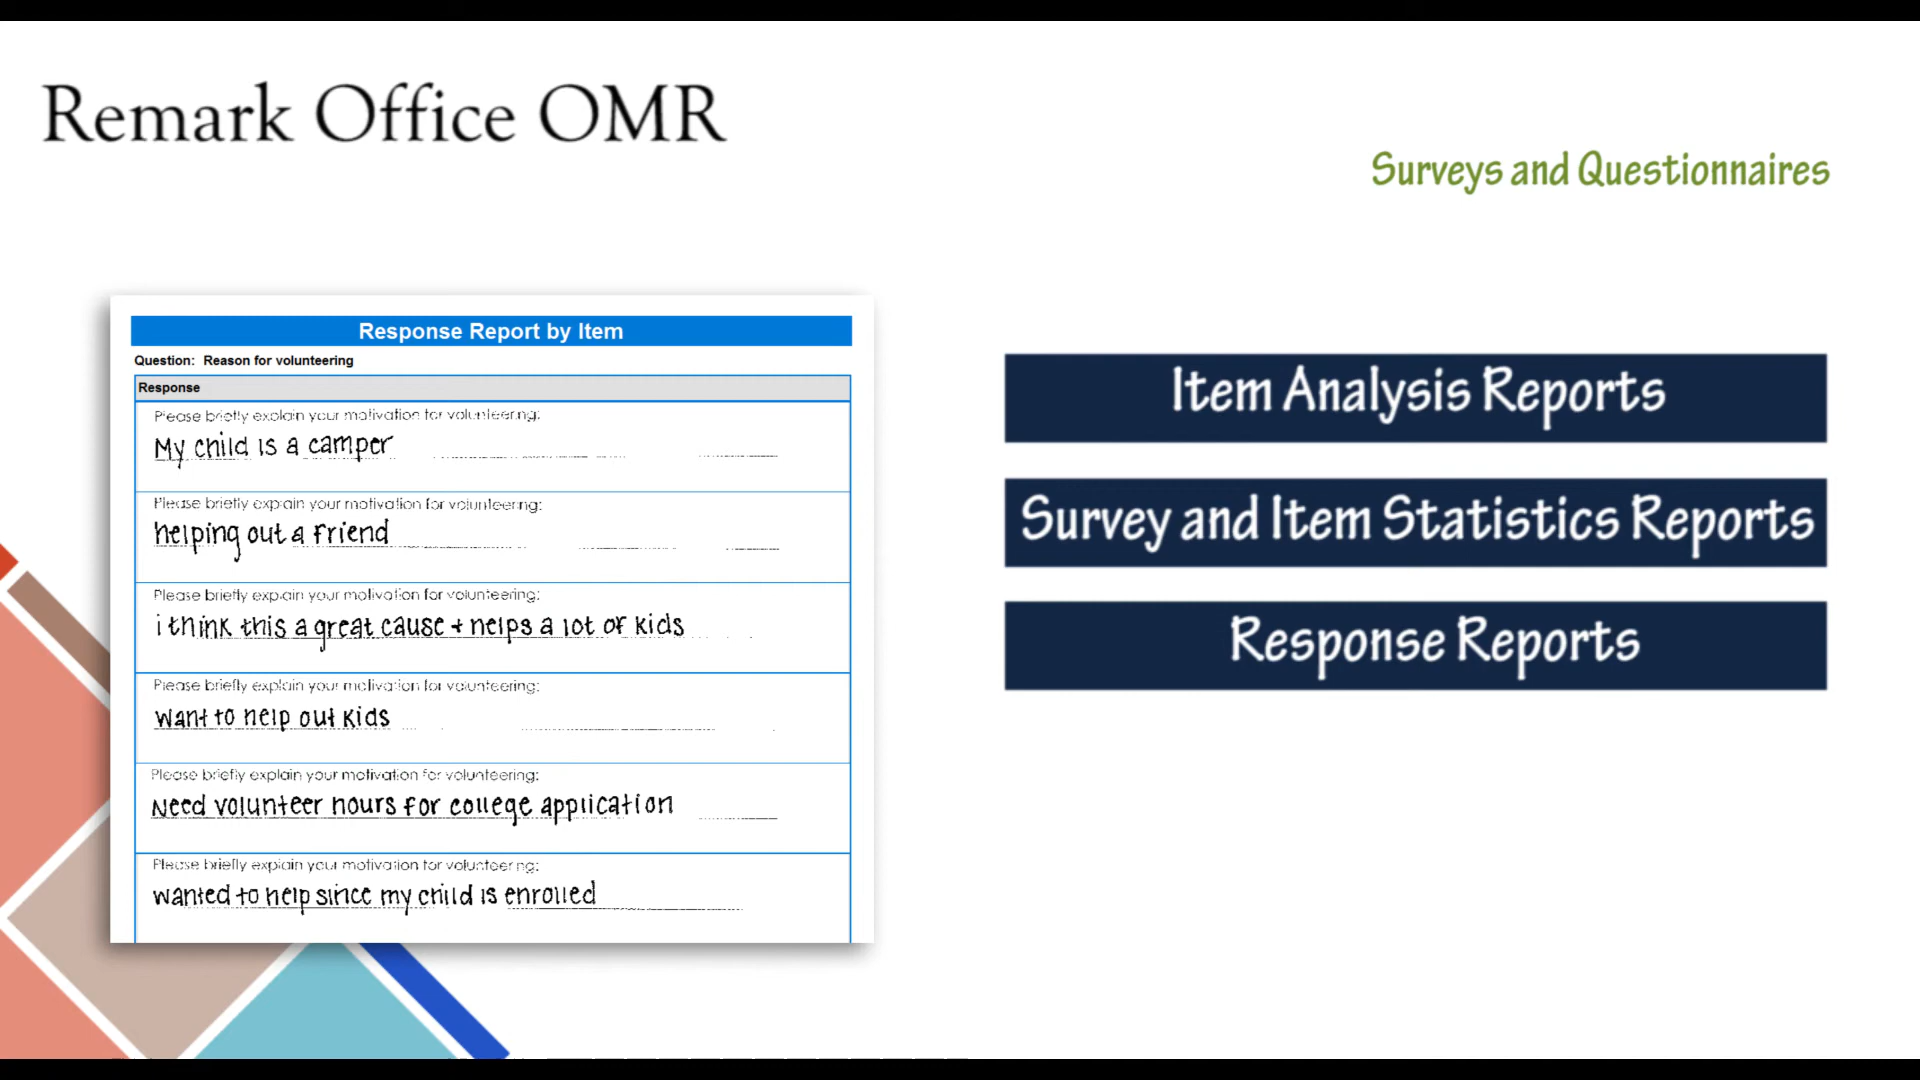 Remark Office OMR
Surveys and Questionnaires
Response Report by Item
Question: Reason for volunteering
Response
Please briefly explain your motivation for volunteering:
My child is a camper
Please briefly explain your motivation for volunteering:
helping out a friend
Please briefly explain your motivation for volunteering:
i think this a great cause + helps a lot of kids
Please briefly explain your motivation for volunteering:
want to help out kids
Please briefly explain your motivation for volunteering:
Need volunteer hours for college application
Please briefly explain your motivation for volunteering:
wanted to help since my child is enrolled
Item Analysis Reports
Survey and Item Statistics Reports
Response Reports